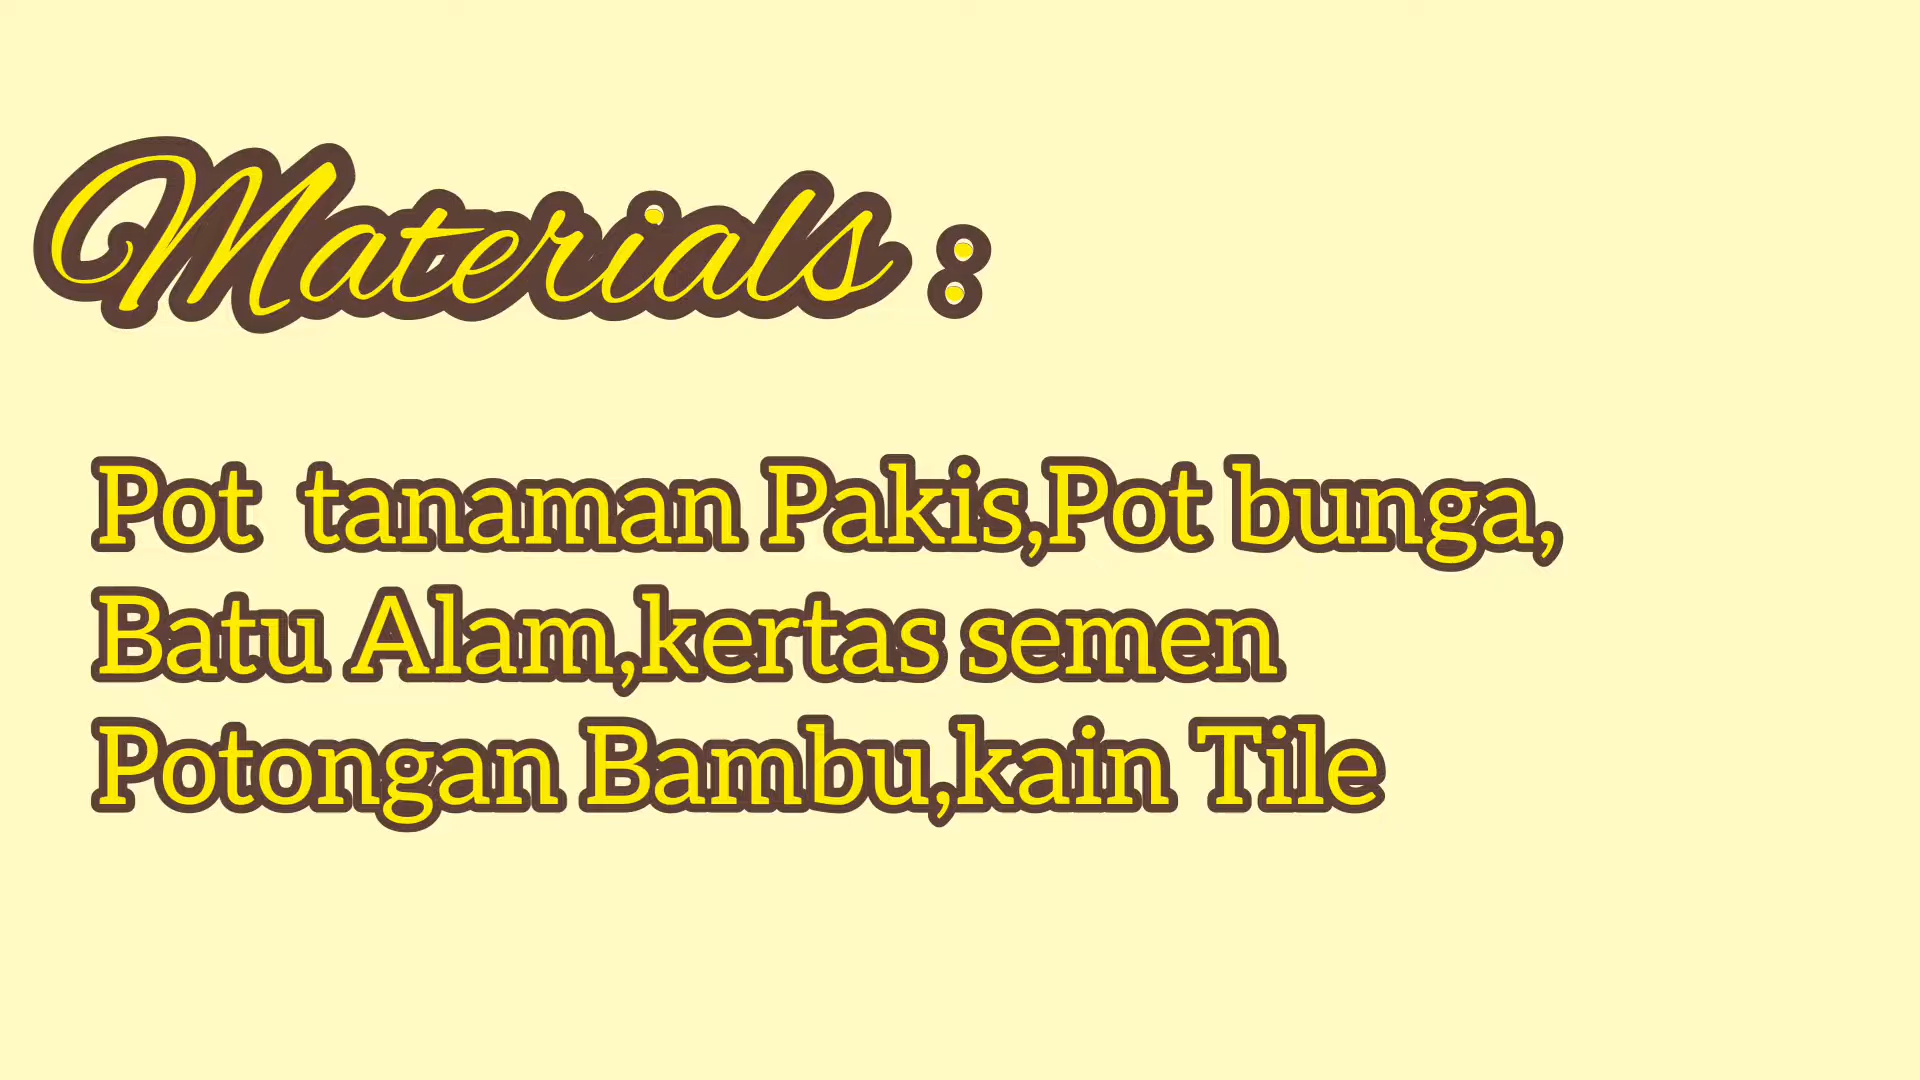 Materials :
Pot tanaman Pakis,Pot bunga,
Batu Alam,kertas semen
Potongan Bambu,kain Tile